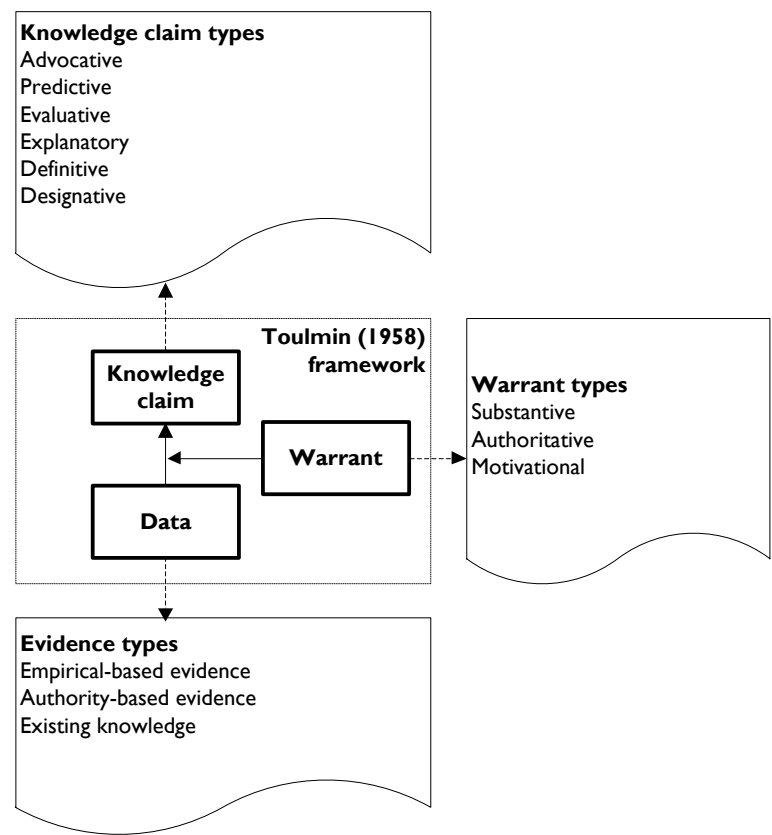 Knowledge claim types
Advocative
Predictive
Evaluative
Explanatory
Definitive
Designative
Toulmin (1958)
framework
Knowledge
claim
Warrant
Data
Warrant types
Substantive
Authoritative
Motivational
Evidence types
Empirical-based evidence
Authority-based evidence
Existing knowledge